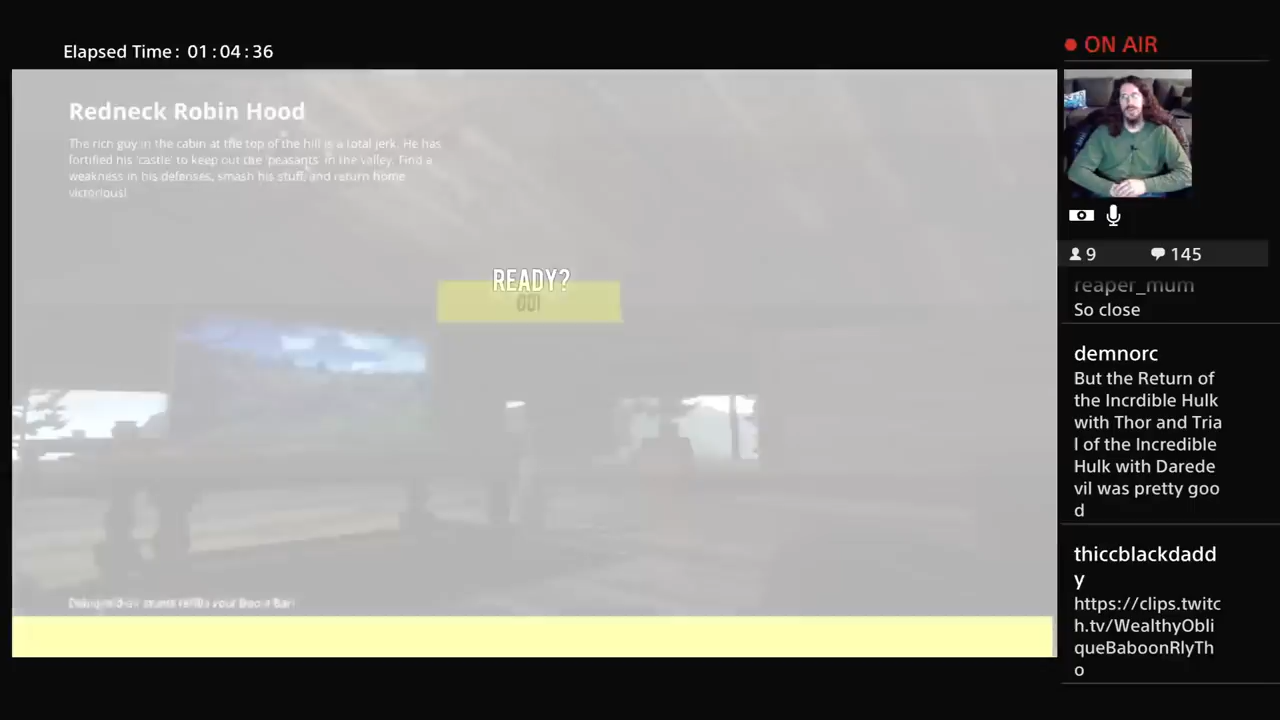 Elapsed Time: 01:04:36
ON AIR
Redneck Robin Hood
The rich guy in the cabin at the top of the hill is a total jerk. He has
fortified his 'castle' to keep out the 'peasants' in the valley. Find a
weakness in his defenses, smash his stuff, and return home
victorious!
READY?
9
145
reaper_mum
So close
demnorc
But the Return of
the Incrdible Hulk
with Thor and Tria
l of the Incredible
Hulk with Darede
vil was pretty goo
d
thiccblackdadd
y
https://clips.twitc
h.tv/WealthyObli
queBaboonRlyTh
o